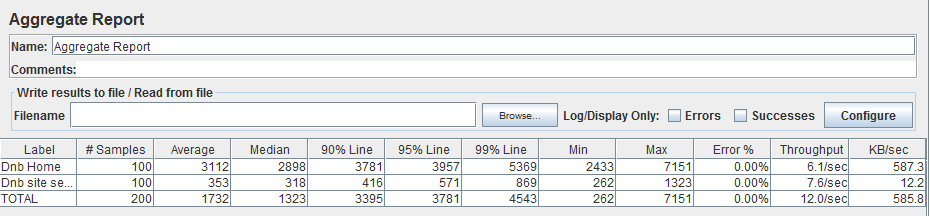 Aggregate Report
Name: Aggregate Report
Comments:
Write results to file / Read from file
Filename Browse... Log/Display Only: Errors Successes Configure
Label # Samples Average Median 90% Line 95% Line 99% Line Min Max Error % Throughput KB/sec
Dnb Home 100 3112 2898 3781 3957 5369 2433 7151 0.00% 6.1/sec 587.3
Dnb site se... 100 353 318 416 571 869 262 1323 0.00% 7.6/sec 12.2
TOTAL 200 1732 1323 3395 3781 4543 262 7151 0.00% 12.0/sec 585.8